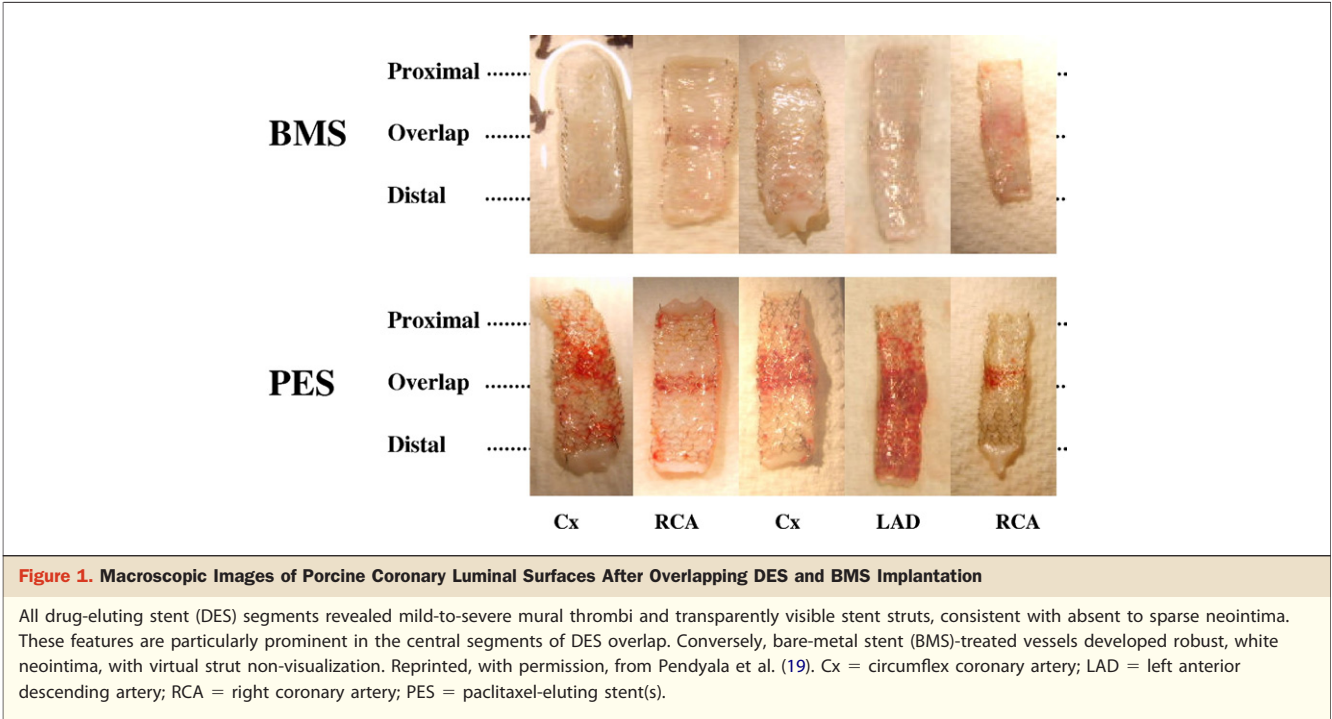 Proximal
BMS
Overlap
Distal
Proximal
PES
Overlap
Distal
Cx RCA Cx LAD RCA
Figure 1. Macroscopic Images of Porcine Coronary Luminal Surfaces After Overlapping DES and BMS Implantation
All drug-eluting stent (DES) segments revealed mild-to-severe mural thrombi and transparently visible stent struts, consistent with absent to sparse neointima.
These features are particularly prominent in the central segments of DES overlap. Conversely, bare-metal stent (BMS)-treated vessels developed robust, white
neointima, with virtual strut non-visualization. Reprinted, with permission, from Pendyala et al. (19). Cx = circumflex coronary artery; LAD = left anterior
descending artery; RCA = right coronary artery; PES = paclitaxel-eluting stent(s).